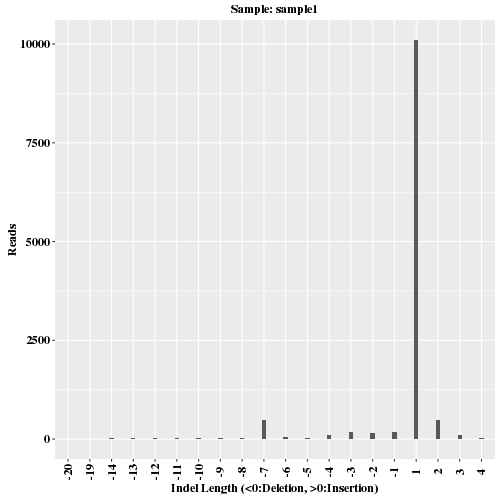 Sample: sample1
Reads
10000
7500
5000
2500
0
-20 -19 -14 -13 -12 -11 -10 -9 -8 -7 -6 -5 -4 -3 -2 -1 1 2 3 4
Indel Length (<0:Deletion, >0:Insertion)